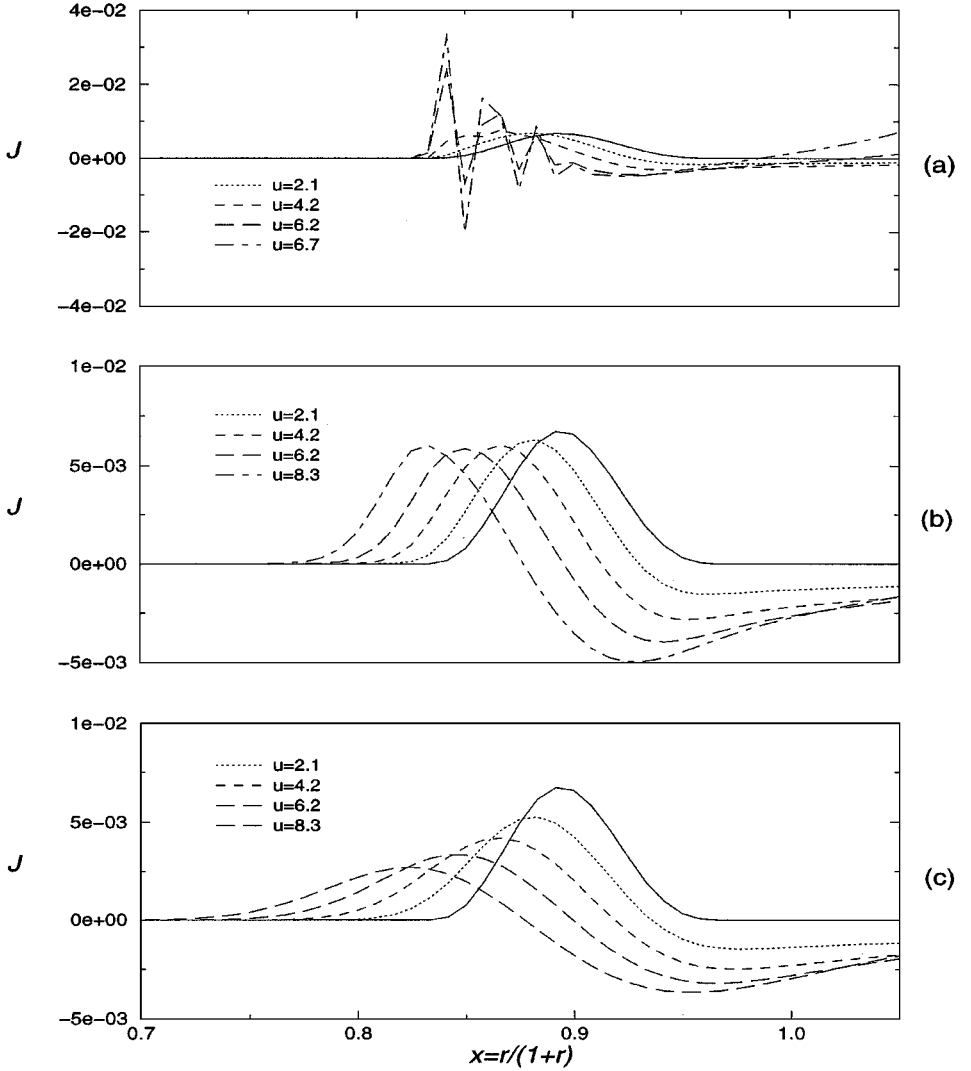 4e-02
2e-02
J
0e+00
(a)
u=2.1
u=4.2
u=6.2
u=6.7
−2e-02
−4e-02
1e-02
u=2.1
u=4.2
u=6.2
u=8.3
5e-03
J
(b)
0e+00
−5e-03
1e-02
u=2.1
u=4.2
u=6.2
u=8.3
5e-03
J
(c)
0e+00
−5e-03
0.7
0.8
0.9
1.0
x=r/(1+r)